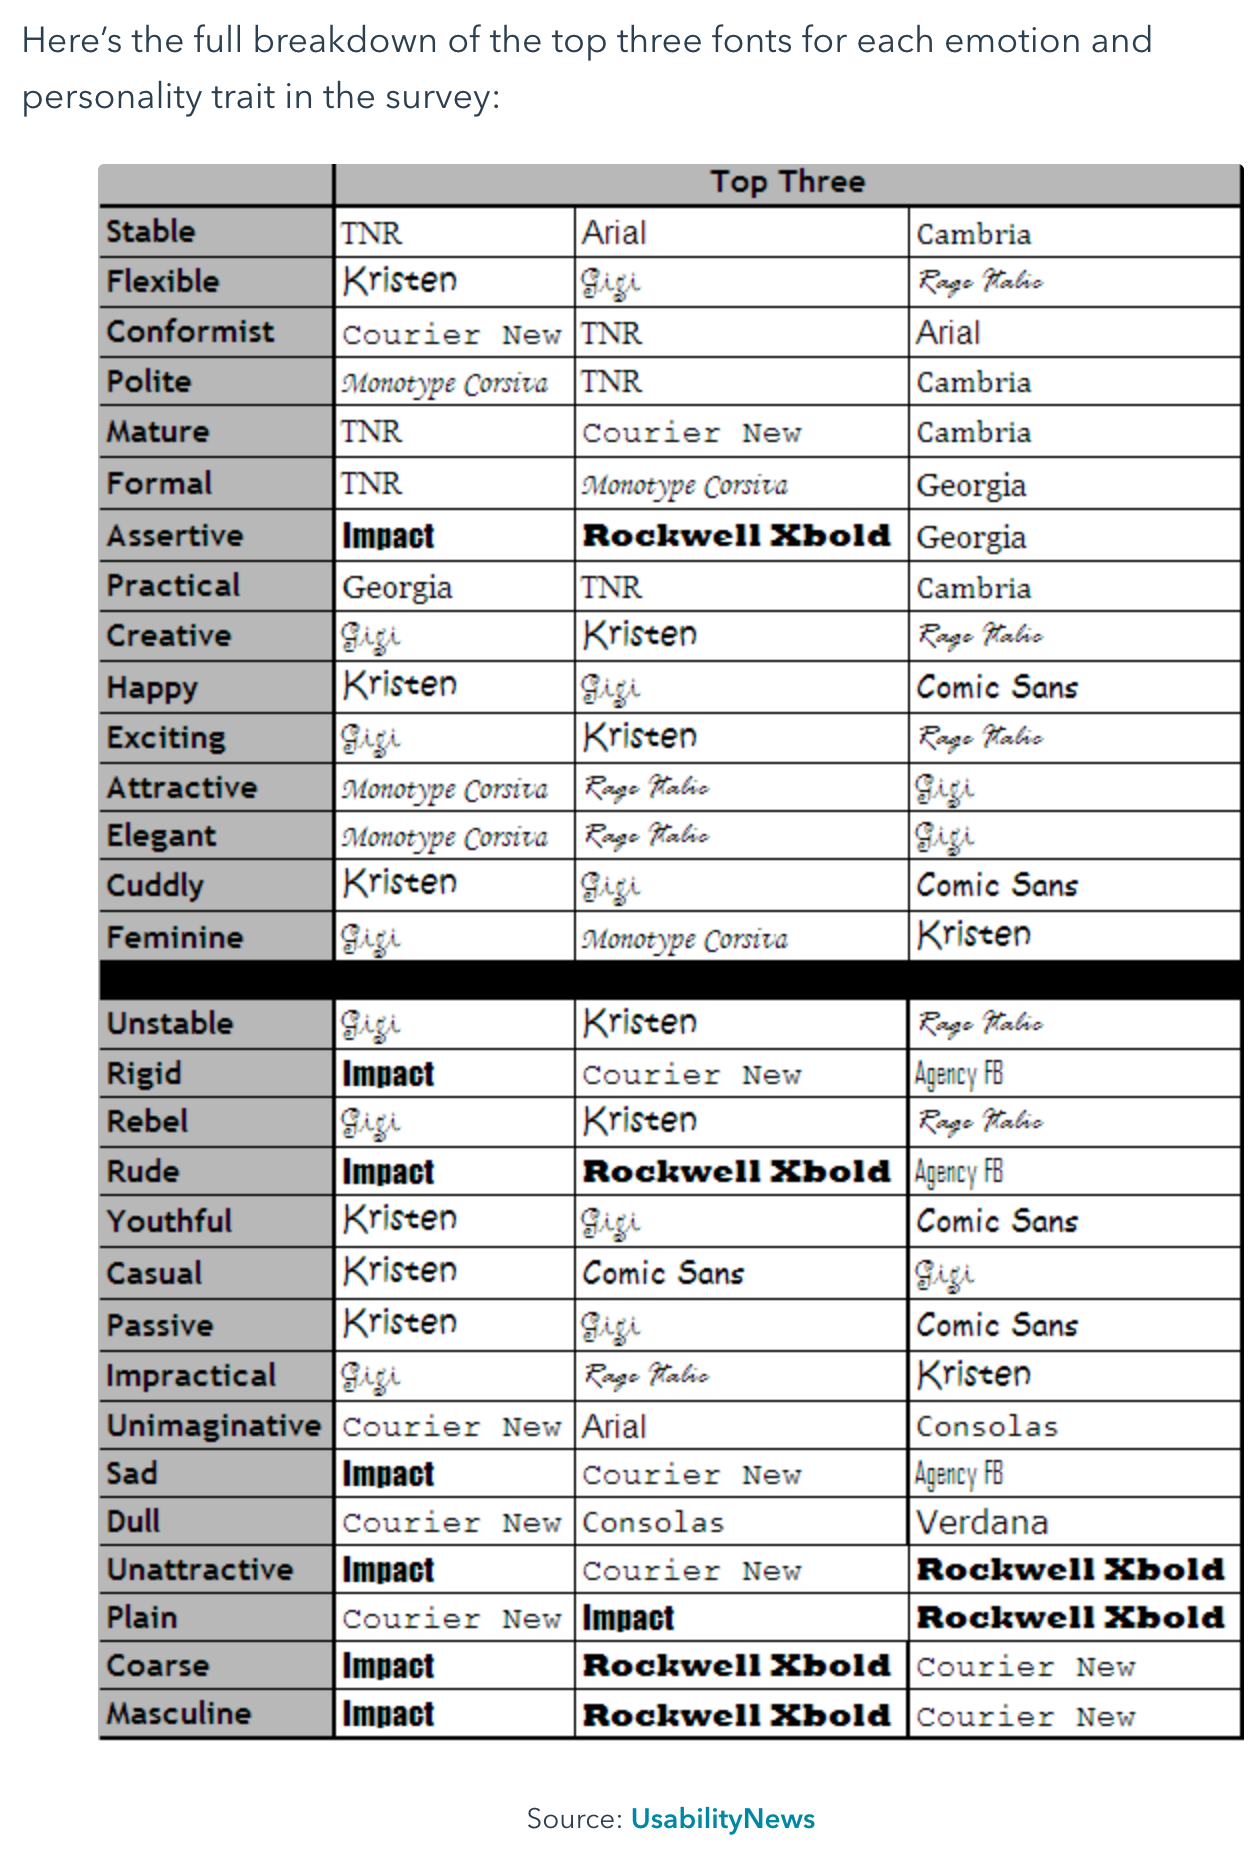 Here’s the full breakdown of the top three fonts for each emotion and
personality trait in the survey:
Top Three
Stable TNR Arial Cambria
Flexible Kristen Gigi Rage Italic
Conformist Courier New TNR Arial
Polite Monotype Corsiva TNR Cambria
Mature TNR Courier New Cambria
Formal TNR Monotype Corsiva Georgia
Assertive Impact Rockwell Xbold Georgia
Practical Georgia TNR Cambria
Creative Gigi Kristen Rage Italic
Happy Kristen Gigi Comic Sans
Exciting Gigi Kristen Rage Italic
Attractive Monotype Corsiva Rage Italic Gigi
Elegant Monotype Corsiva Rage Italic Gigi
Cuddly Kristen Gigi Comic Sans
Feminine Gigi Monotype Corsiva Kristen
Unstable Gigi Kristen Rage Italic
Rigid Impact Courier New Agency FB
Rebel Gigi Kristen Rage Italic
Rude Impact Rockwell Xbold Agency FB
Youthful Kristen Gigi Comic Sans
Casual Kristen Comic Sans Gigi
Passive Kristen Gigi Comic Sans
Impractical Gigi Rage Italic Kristen
Unimaginative Courier New Arial Consolas
Sad Impact Courier New Agency FB
Dull Courier New Consolas Verdana
Unattractive Impact Courier New Rockwell Xbold
Plain Courier New Impact Rockwell Xbold
Coarse Impact Rockwell Xbold Courier New
Masculine Impact Rockwell Xbold Courier New
Source: UsabilityNews